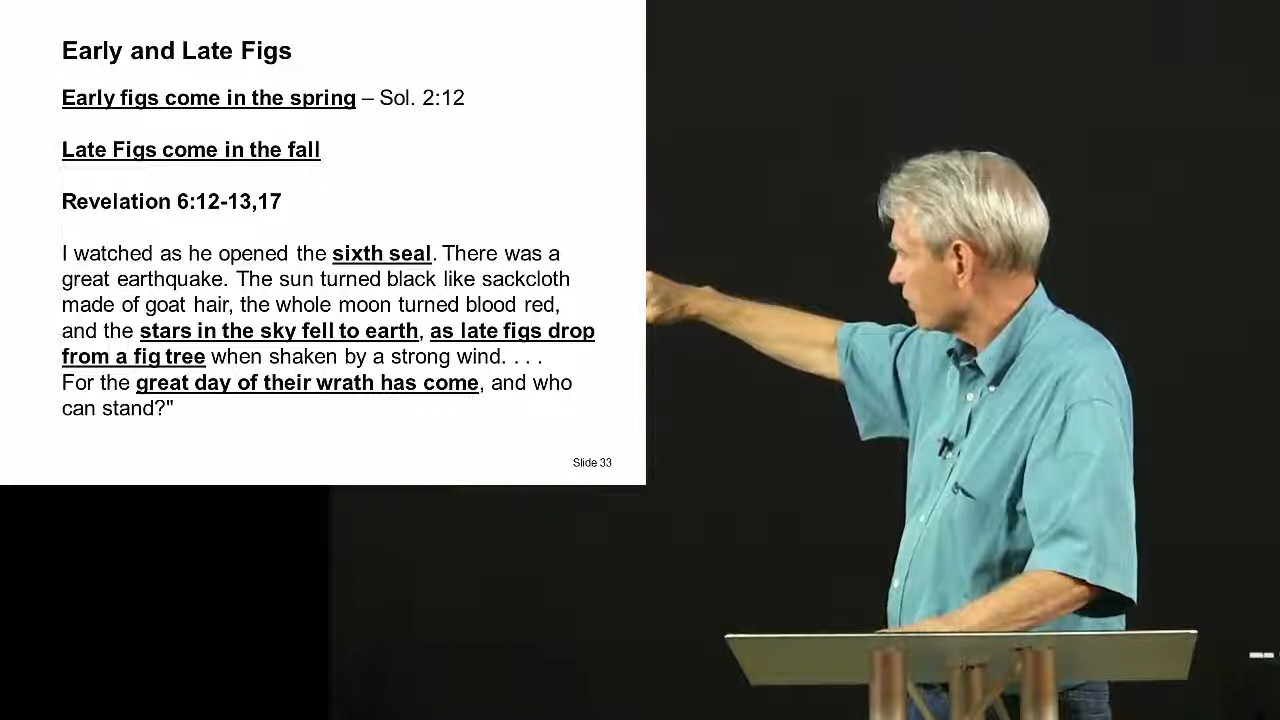 Early and Late Figs
Early figs come in the spring – Sol. 2:12
Late Figs come in the fall
Revelation 6:12-13,17
I watched as he opened the sixth seal. There was a
great earthquake. The sun turned black like sackcloth
made of goat hair, the whole moon turned blood red,
and the stars in the sky fell to earth, as late figs drop
from a fig tree when shaken by a strong wind. . . .
For the great day of their wrath has come, and who
can stand?"
Slide 33